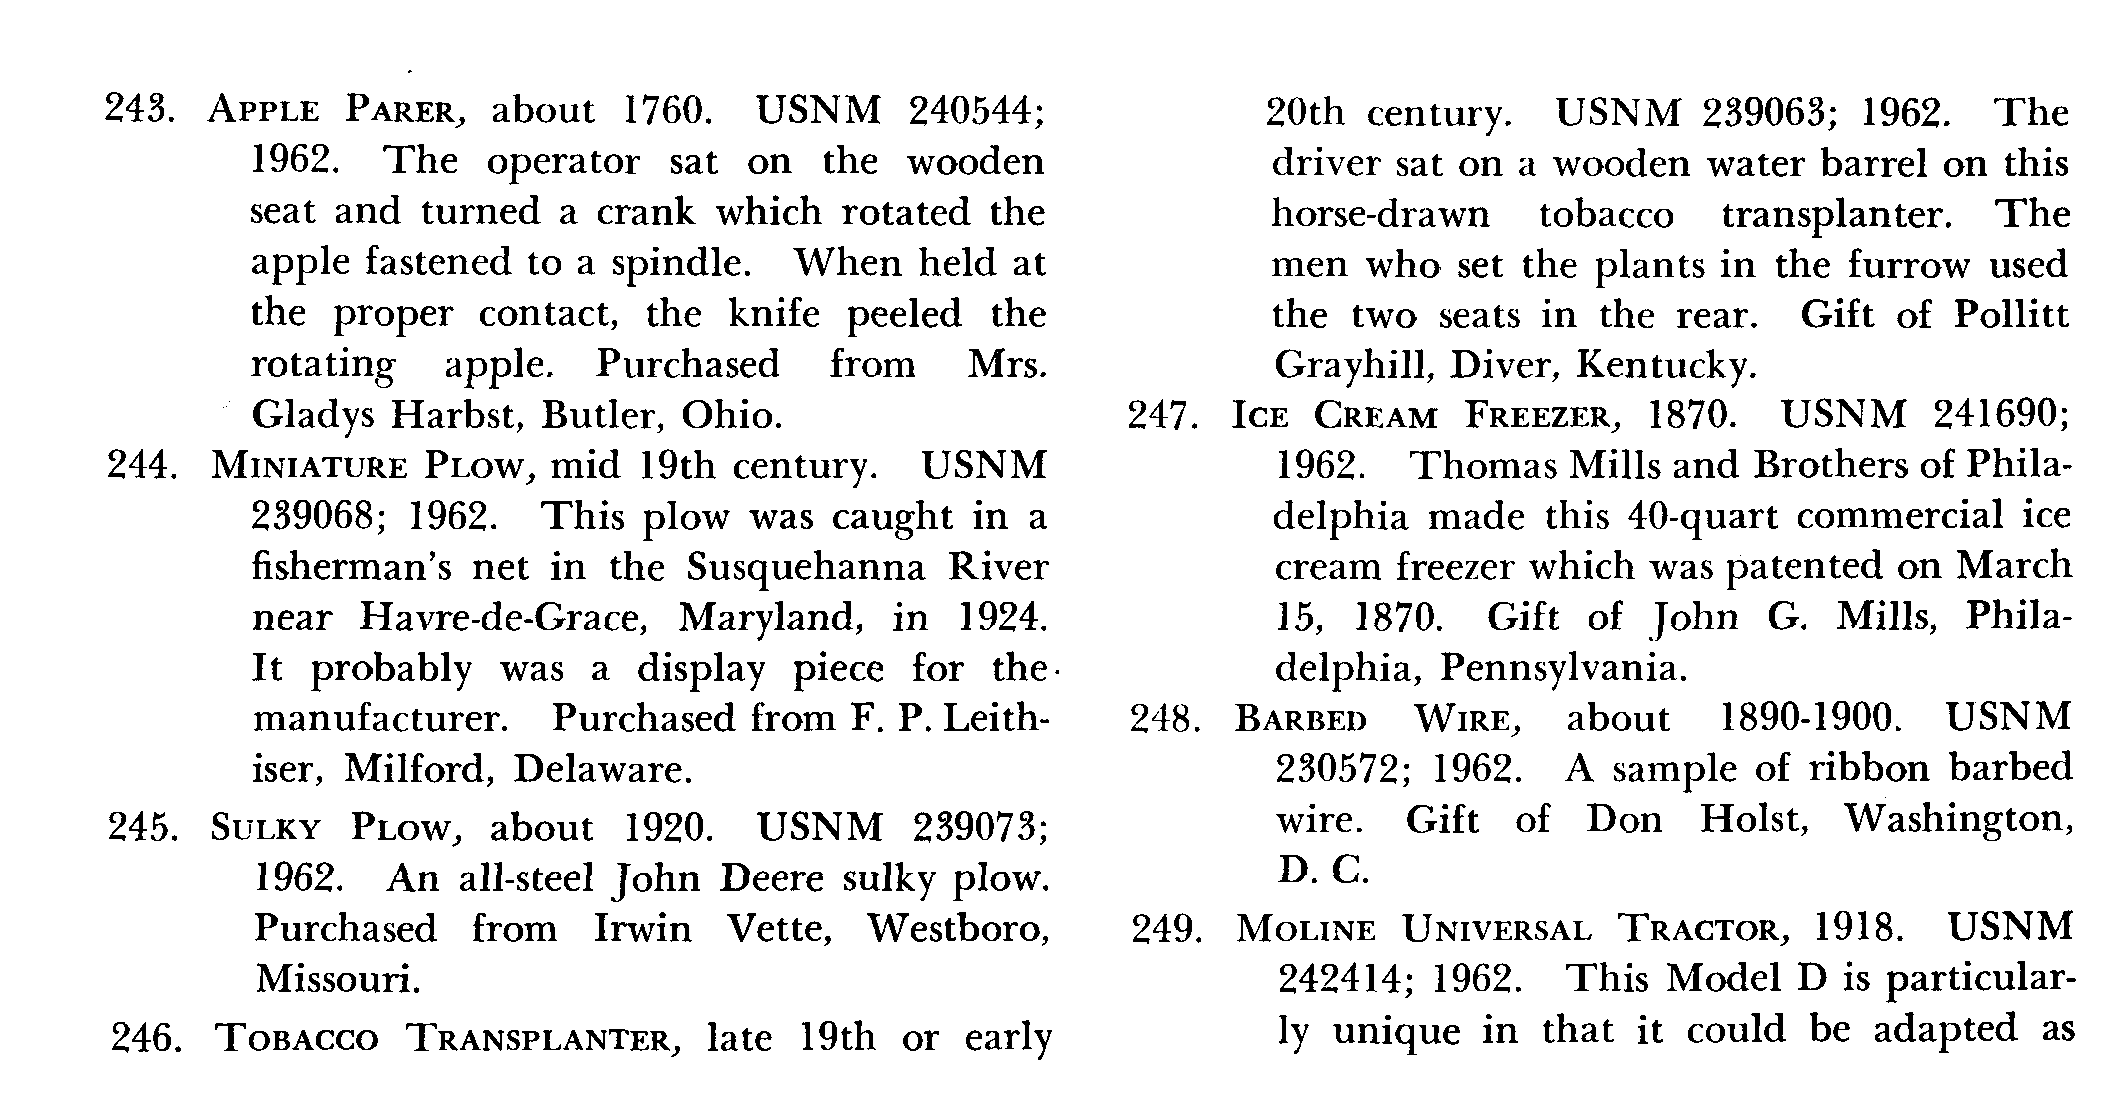 243. APPLE PARER, about 1760. USNM 240544;
1962. The operator sat on the wooden
seat and turned a crank which rotated the
apple fastened to a spindle. When held at
the proper contact, the knife peeled the
rotating apple. Purchased from Mrs.
Gladys Harbst, Butler, Ohio.
244. MINIATURE PLOW, mid 19th century. USNM
239068; 1962. This plow was caught in a
fisherman's net in the Susquehanna River
near Havre-de-Grace, Maryland, in 1924.
It probably was a display piece for the
manufacturer. Purchased from F. P. Leith-
iser, Milford, Delaware.
245. SULKY PLOW, about 1920. USNM 239073;
1962. An all-steel John Deere sulky plow.
Purchased from Irwin Vette, Westboro,
Missouri.
246. TOBACCO TRANSPLANTER, late 19th or early
20th century. USNM 239063; 1962. The
driver sat on a wooden water barrel on this
horse-drawn tobacco transplanter. The
men who set the plants in the furrow used
the two seats in the rear. Gift of Pollitt
Grayhill, Diver, Kentucky.
247. ICE CREAM FREEZER, 1870. USNM 241690;
1962. Thomas Mills and Brothers of Phila-
delphia made this 40-quart commercial ice
cream freezer which was patented on March
15, 1870. Gift of John G. Mills, Phila-
delphia, Pennsylvania.
248. BARBED WIRE, about 1890-1900. USNM
230572; 1962. A sample of ribbon barbed
wire. Gift of Don Holst, Washington,
D. C.
249. MOLINE UNIVERSAL TRACTOR, 1918. USNM
242414; 1962. This Model D is particular-
ly unique in that it could be adapted as